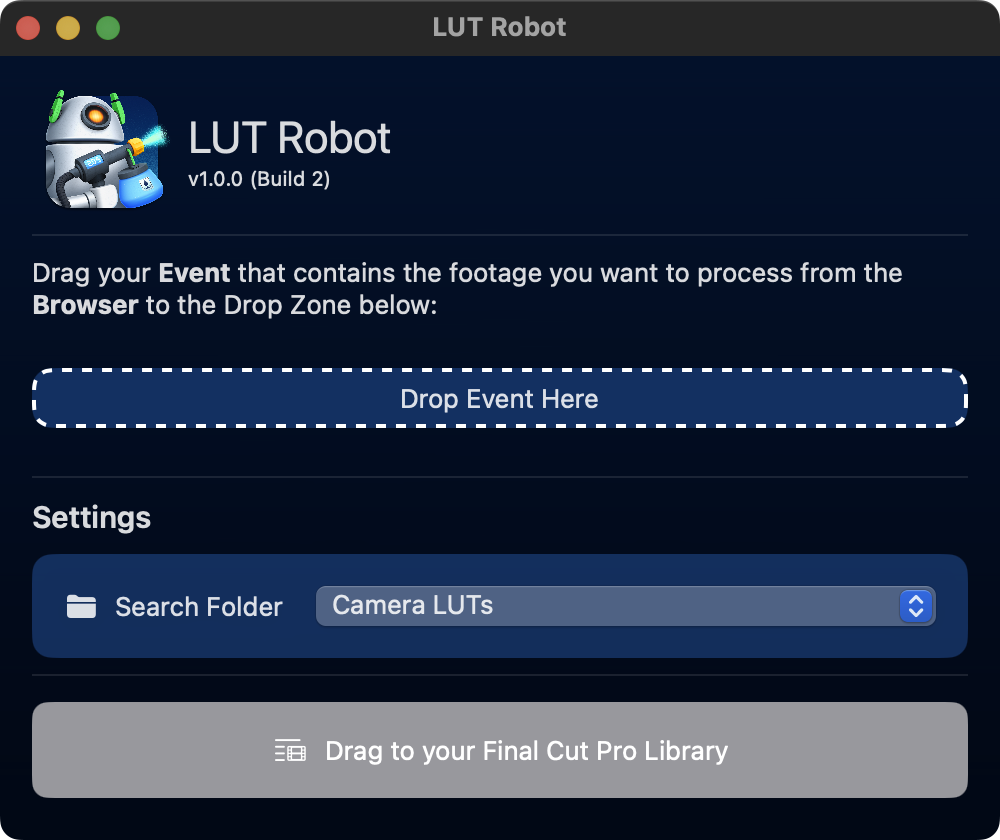 LUT Robot
LUT Robot
v1.0.0 (Build 2)
Drag your Event that contains the footage you want to process from the
Browser to the Drop Zone below:
Drop Event Here
Settings
Search Folder
Camera LUTs
Drag to your Final Cut Pro Library